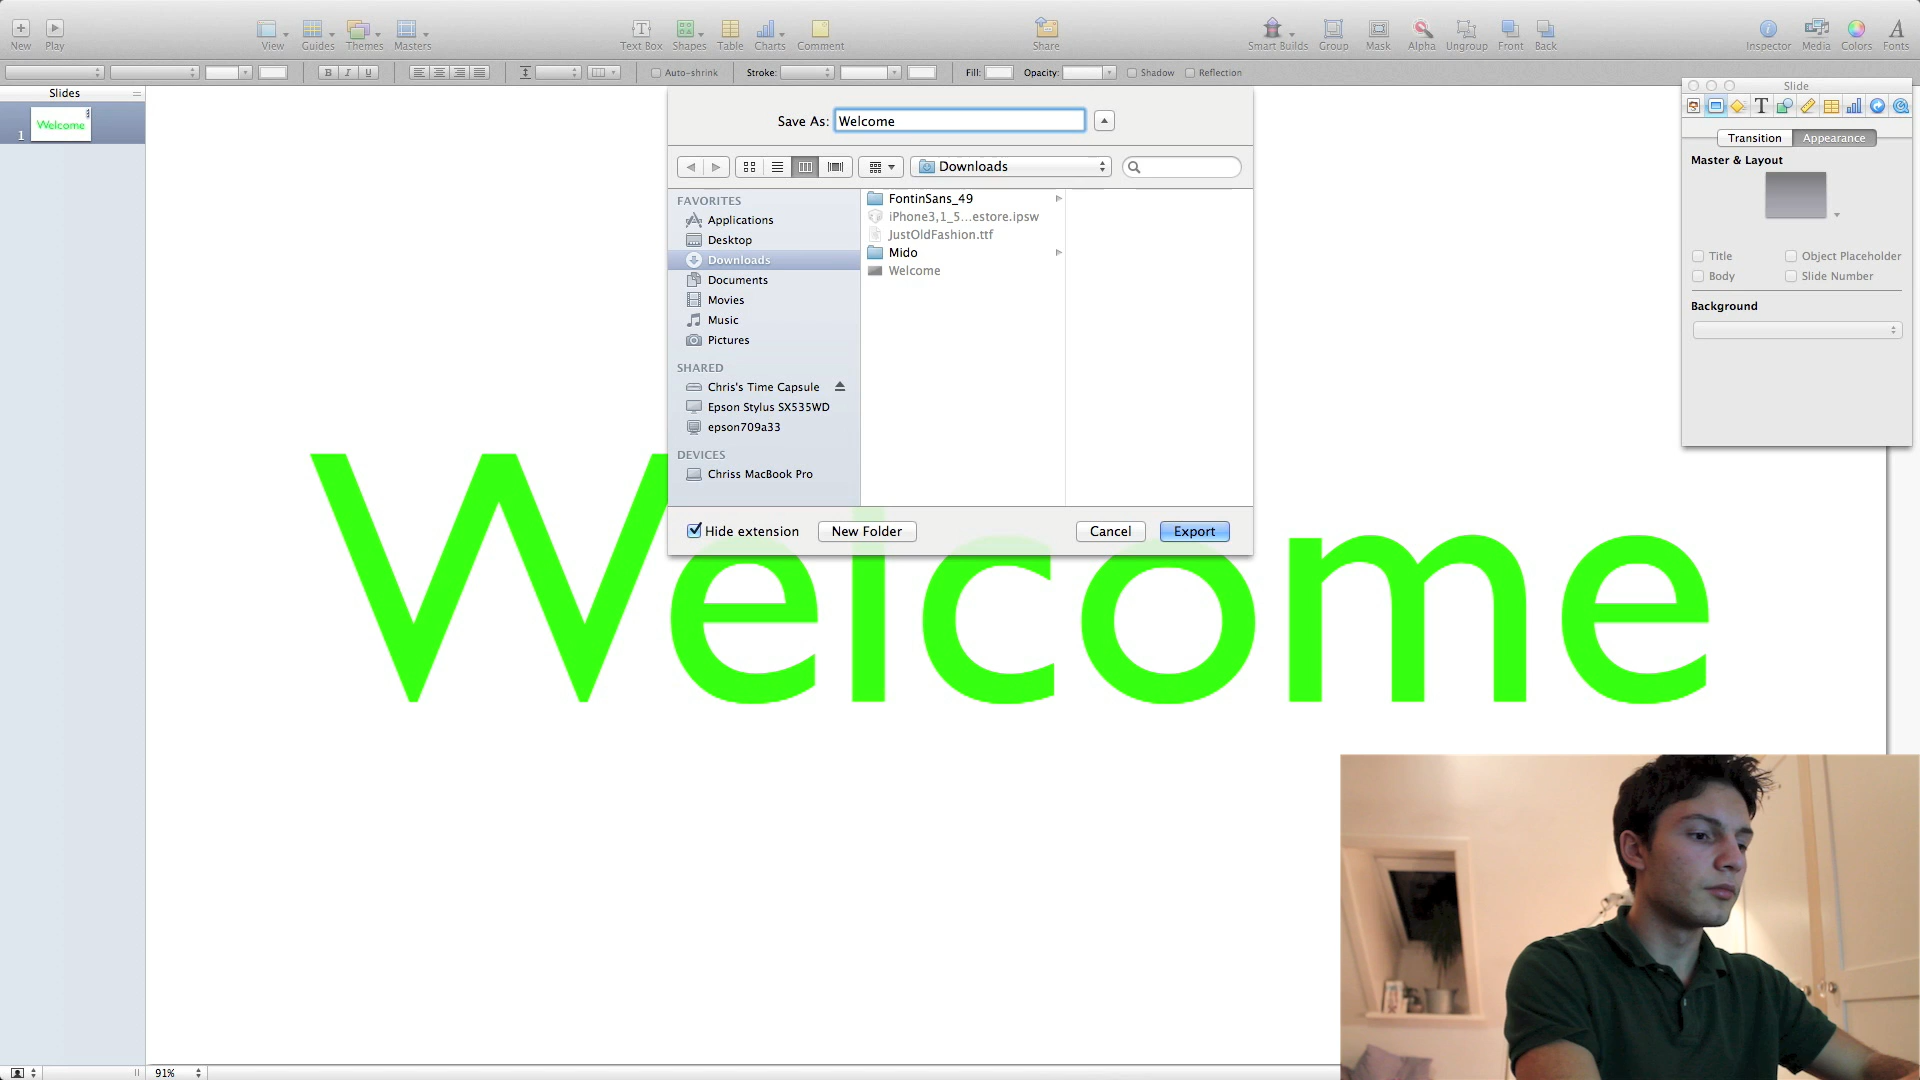 New Play View Guides Themes Masters Text Box Shapes Table Charts Comment Share Smart Builds Group Mask Alpha Ungroup Front Back Inspector Media Colors Fonts
B I U Auto-shrink Stroke: Fill: Opacity: Shadow Reflection
Slides
1 Welcome
Save As: Welcome
Downloads
FAVORITES
Applications
Desktop
Downloads
Documents
Movies
Music
Pictures
SHARED
Chris's Time Capsule
Epson Stylus SX535WD
epson709a33
DEVICES
Chriss MacBook Pro
FontinSans_49
iPhone3,1_5...estore.ipsw
JustOldFashion.ttf
Mido
Welcome
Hide extension New Folder Cancel Export
Slide
Transition Appearance
Master & Layout
Title Object Placeholder
Body Slide Number
Background
Welcome
91%